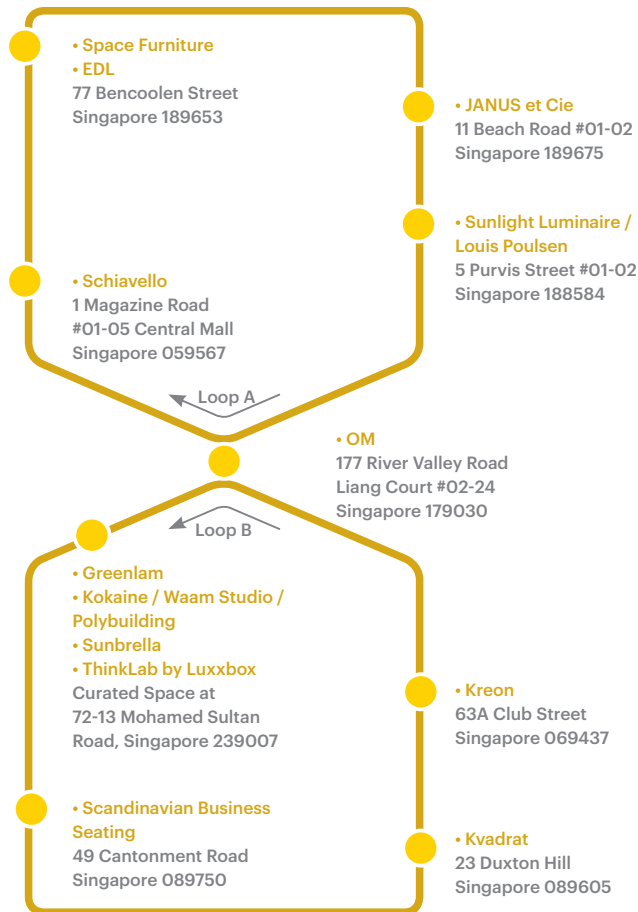 • Space Furniture
• EDL
77 Bencoolen Street
Singapore 189653
• JANUS et Cie
11 Beach Road #01-02
Singapore 189675
• Sunlight Luminaire /
Louis Poulsen
5 Purvis Street #01-02
Singapore 188584
• Schiavello
1 Magazine Road
#01-05 Central Mall
Singapore 059567
Loop A
• OM
177 River Valley Road
Liang Court #02-24
Singapore 179030
Loop B
• Greenlam
• Kokaine / Waam Studio /
Polybuilding
• Sunbrella
• ThinkLab by Luxxbox
Curated Space at
72-13 Mohamed Sultan
Road, Singapore 239007
• Kreon
63A Club Street
Singapore 069437
• Scandinavian Business
Seating
49 Cantonment Road
Singapore 089750
• Kvadrat
23 Duxton Hill
Singapore 089605